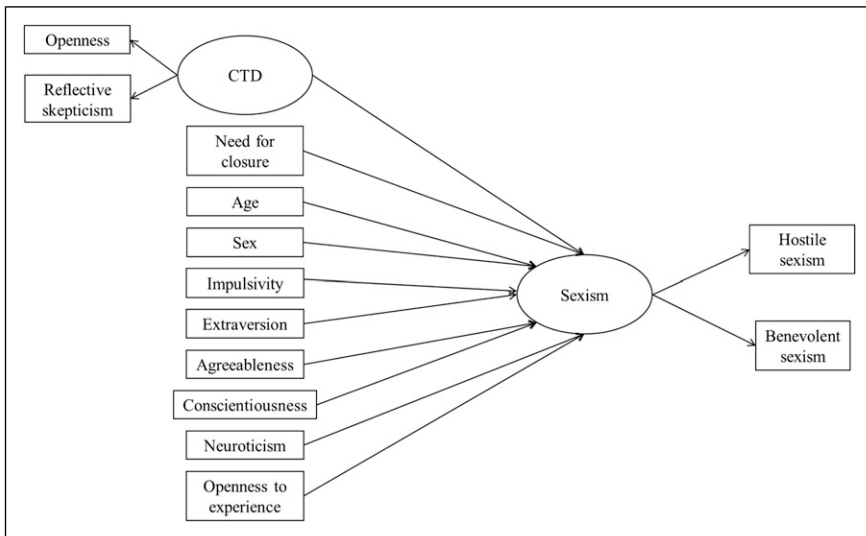 Openness
CTD
Reflective
skepticism
Need for
closure
Age
Sex
Impulsivity
Extraversion
Agreeableness
Conscientiousness
Neuroticism
Openness to
experience
Sexism
Hostile
sexism
Benevolent
sexism